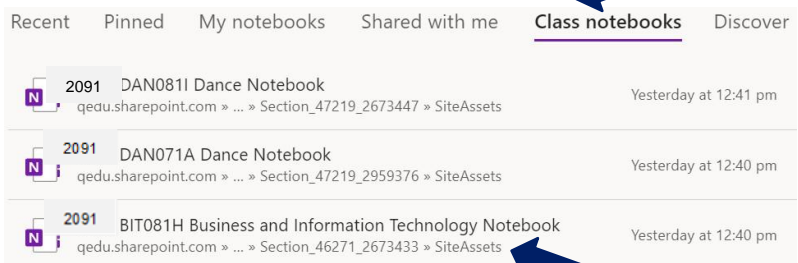 Recent Pinned My notebooks Shared with me Class notebooks Discover
2091 DAN081I Dance Notebook
qedu.sharepoint.com » ... » Section_47219_2673447 » SiteAssets
Yesterday at 12:41 pm
2091 DAN071A Dance Notebook
qedu.sharepoint.com » ... » Section_47219_2959376 » SiteAssets
Yesterday at 12:40 pm
2091 BIT081H Business and Information Technology Notebook
qedu.sharepoint.com » ... » Section_46271_2673433 » SiteAssets
Yesterday at 12:40 pm